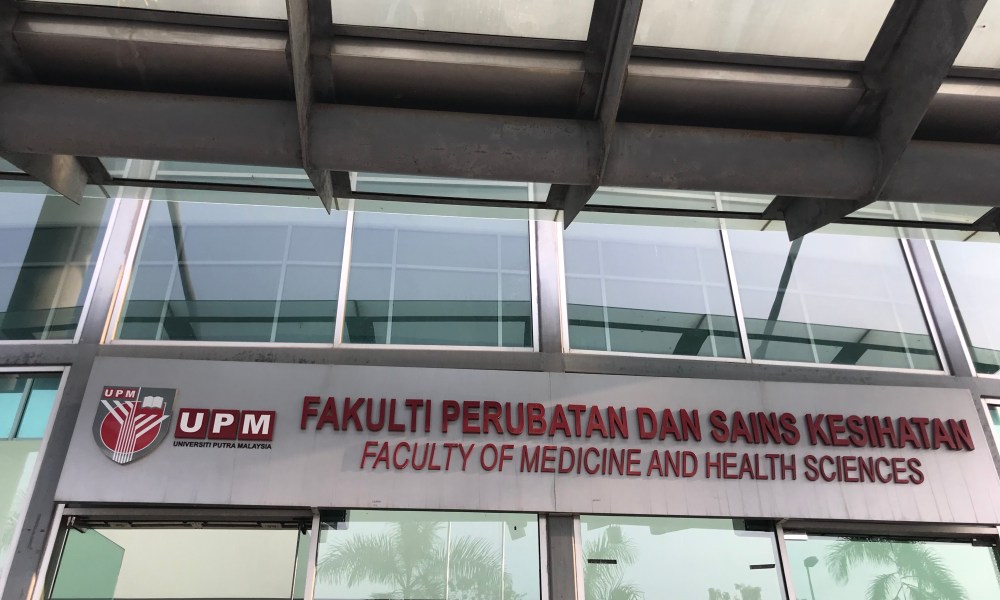 UPM
UPM
UNIVERSITI PUTRA MALAYSIA
FAKULTI PERUBATAN DAN SAINS KESIHATAN
FACULTY OF MEDICINE AND HEALTH SCIENCES